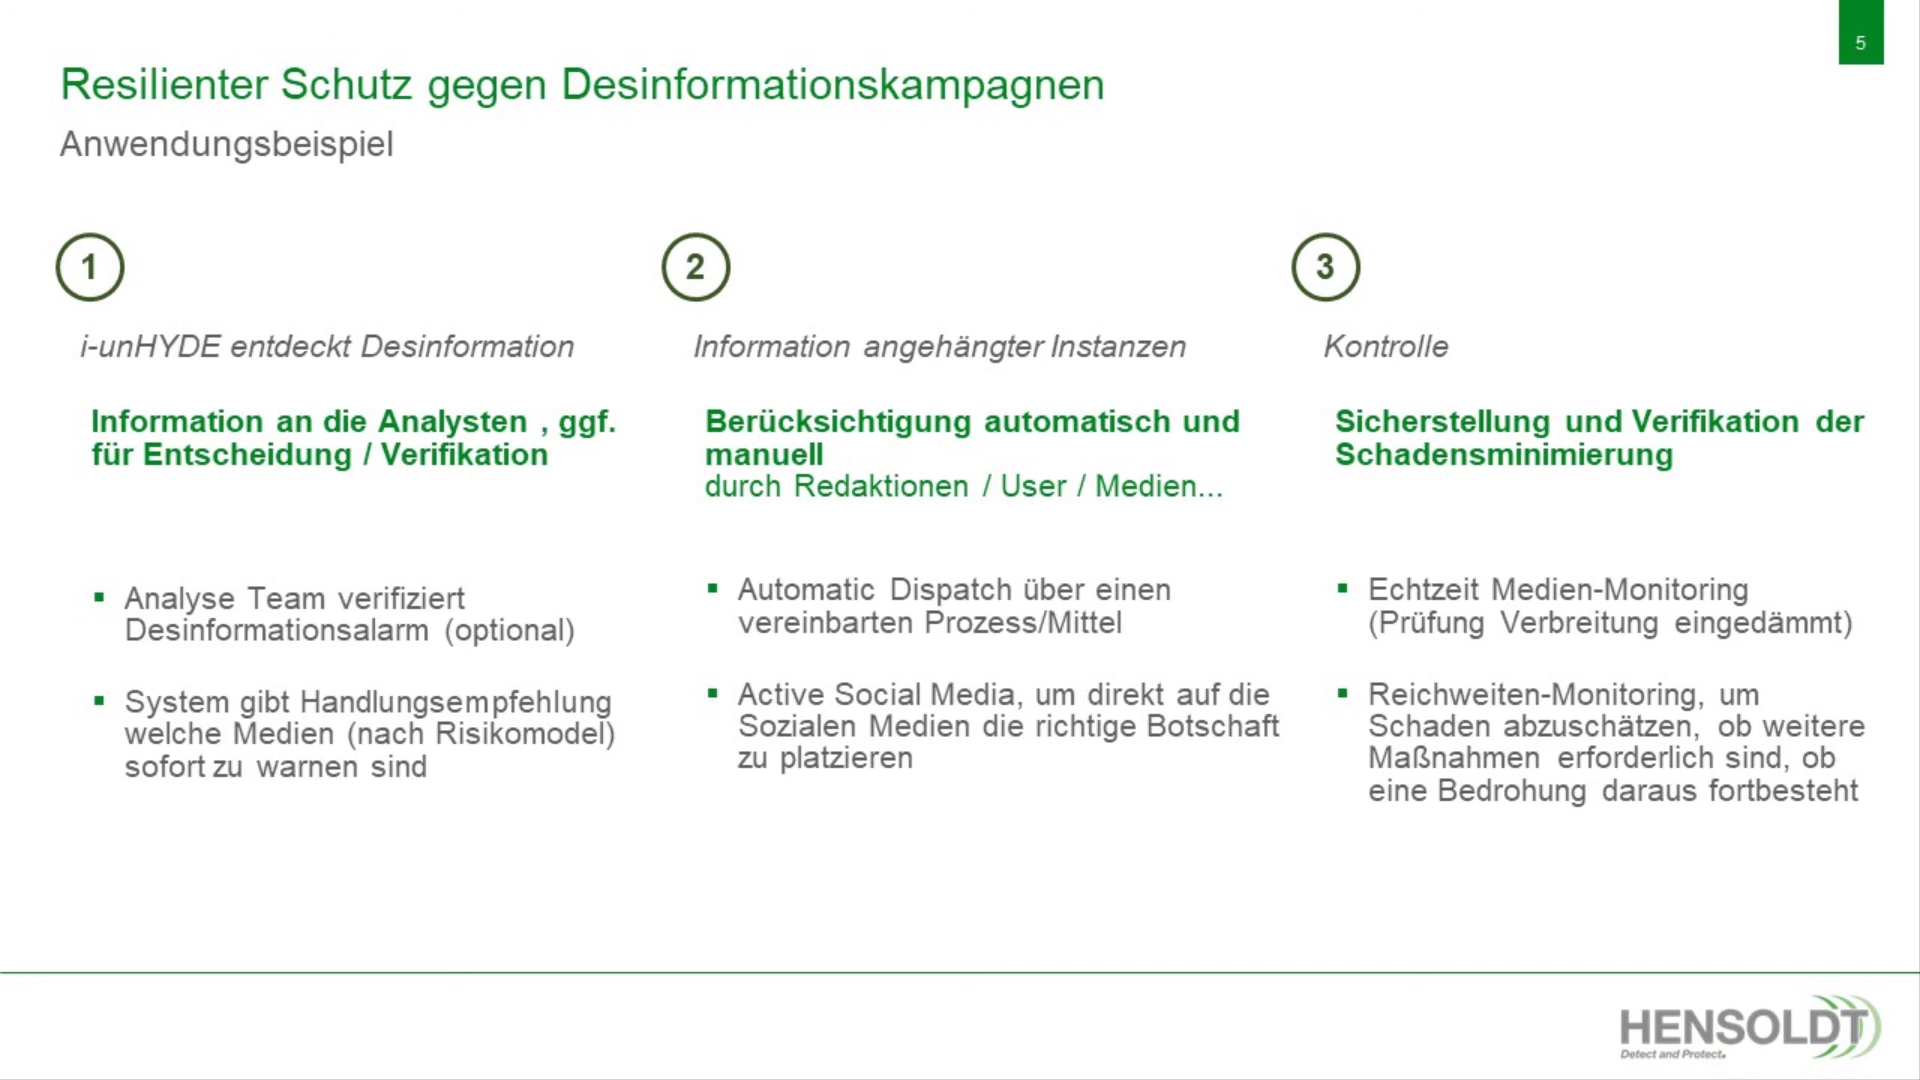 5
Resilienter Schutz gegen Desinformationskampagnen
Anwendungsbeispiel
1
i-unHYDE entdeckt Desinformation
Information an die Analysten , ggf.
für Entscheidung / Verifikation
▪ Analyse Team verifiziert
Desinformationsalarm (optional)
▪ System gibt Handlungsempfehlung
welche Medien (nach Risikomodel)
sofort zu warnen sind
2
Information angehängter Instanzen
Berücksichtigung automatisch und
manuell
durch Redaktionen / User / Medien...
▪ Automatic Dispatch über einen
vereinbarten Prozess/Mittel
▪ Active Social Media, um direkt auf die
Sozialen Medien die richtige Botschaft
zu platzieren
3
Kontrolle
Sicherstellung und Verifikation der
Schadensminimierung
▪ Echtzeit Medien-Monitoring
(Prüfung Verbreitung eingedämmt)
▪ Reichweiten-Monitoring, um
Schaden abzuschätzen, ob weitere
Maßnahmen erforderlich sind, ob
eine Bedrohung daraus fortbesteht
HENSOLDT
Detect and Protect.